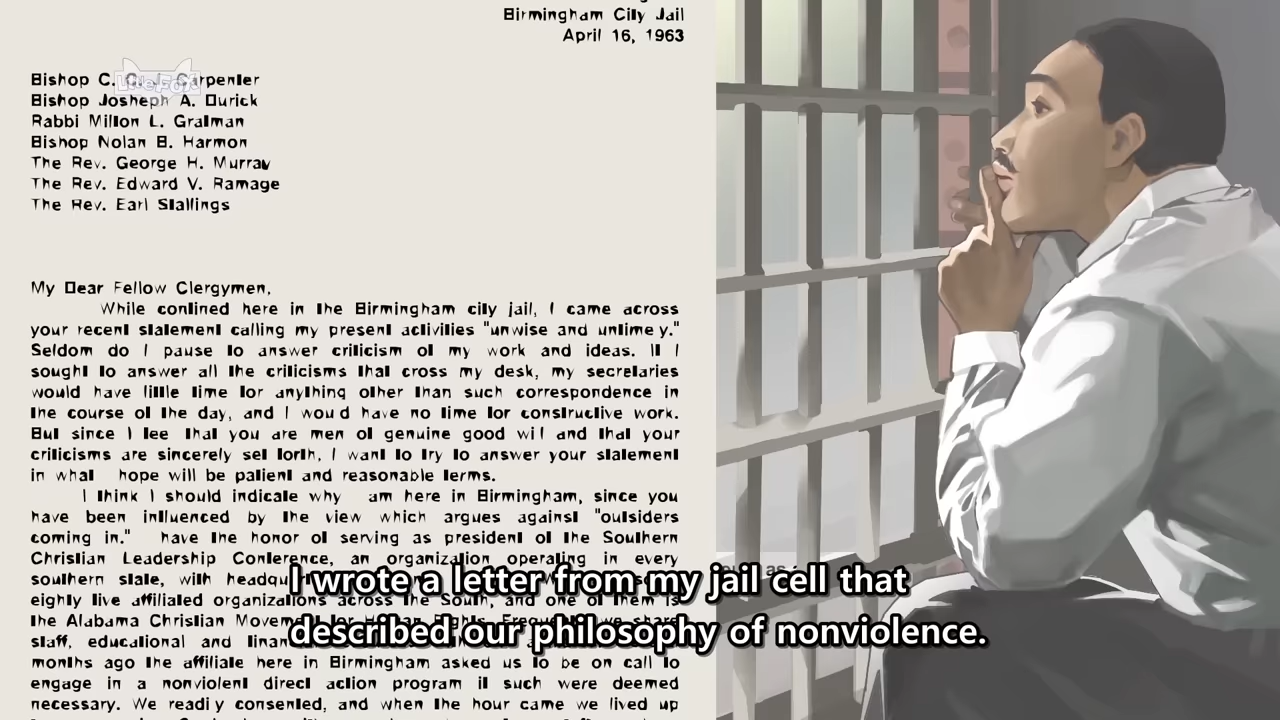 Birmingham City Jail
April 16, 1963
Bishop C. C. J. Carpenter
Bishop Josheph A. Durick
Rabbi Milton L. Grafman
Bishop Nolan B. Harmon
The Rev. George H. Murray
The Rev. Edward V. Ramage
The Rev. Earl Stallings
My Dear Fellow Clergymen,
While confined here in the Birmingham city jail, I came across
your recent statement calling my present activities "unwise and untime y."
Seldom do I pause to answer criticism of my work and ideas. If I
sought to answer all the criticisms that cross my desk, my secretaries
would have little time for anything other than such correspondence in
the course of the day, and I wou d have no time for constructive work.
But since I fee that you are men of genuine good wi l and that your
criticisms are sincerely set forth, I want to try to answer your statement
in what hope will be patient and reasonable terms.
I think I should indicate why am here in Birmingham, since you
have been influenced by the view which argues against "outsiders
coming in." have the honor of serving as president of the Southern
Christian Leadership Conference, an organization operating in every
southern state, with
eighty five affiliated organizations across the South, and one of them is
the Alabama Christian
staff, educational and
months ago the affiliate here in Birmingham asked us to be on call to
engage in a nonviolent direct action program if such were deemed
necessary. We readi y consented, and when the hour came we lived up
I wrote a letter from my jail cell that
described our philosophy of nonviolence.